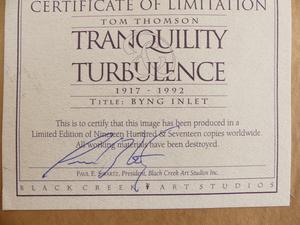 CERTIFICATE OF LIMITATION
TOM THOMSON
TRANQUILITY
TURBULENCE
1917 - 1992
TITLE: BYNG INLET
This is to certify that this image has been produced in a
Limited Edition of Nineteen Hundred & Seventeen copies worldwide.
All working materials have been destroyed.
PAUL E. SWARTZ, President, Black Creek Art Studios Inc.
BLACK CREEK ART STUDIOS